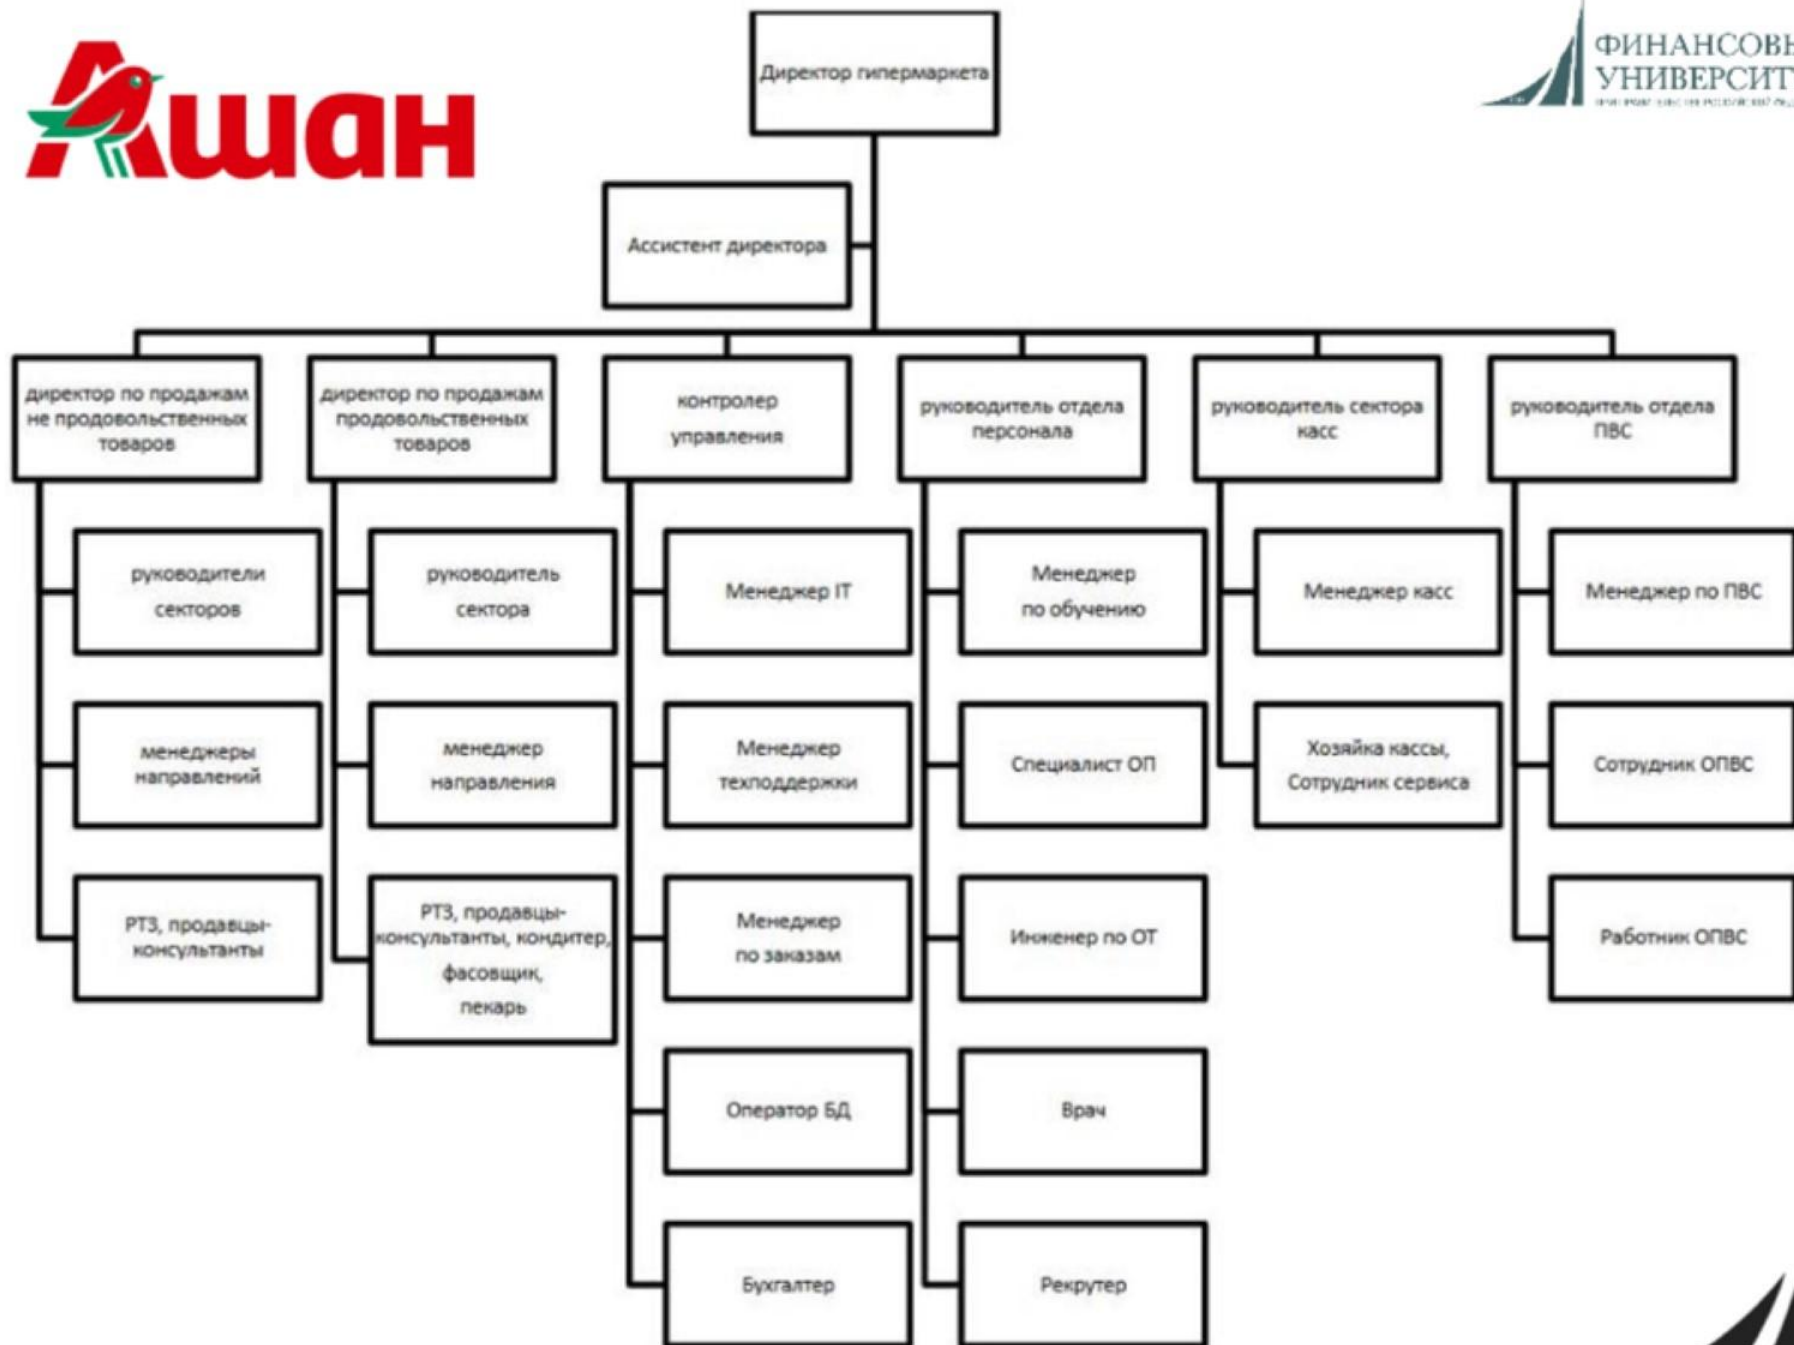 Ашан
ФИНАНСОВЫ
УНИВЕРСИТ
Директор гипермаркета
Ассистент директора
директор по продажам
не продовольственных
товаров
директор по продажам
продовольственных
товаров
контролер
управления
руководитель отдела
персонала
руководитель сектора
касс
руководитель отдела
ПВС
руководители
секторов
руководитель
сектора
Менеджер IT
Менеджер
по обучению
Менеджер касс
Менеджер по ПВС
менеджеры
направлений
менеджер
направления
Менеджер
техподдержки
Специалист ОП
Хозяйка кассы,
Сотрудник сервиса
Сотрудник ОПВС
РТЗ, продавцы-
консультанты
РТЗ, продавцы-
консультанты, кондитер,
фасовщик,
пекарь
Менеджер
по заказам
Инженер по ОТ
Работник ОПВС
Оператор БД
Врач
Бухгалтер
Рекрутер